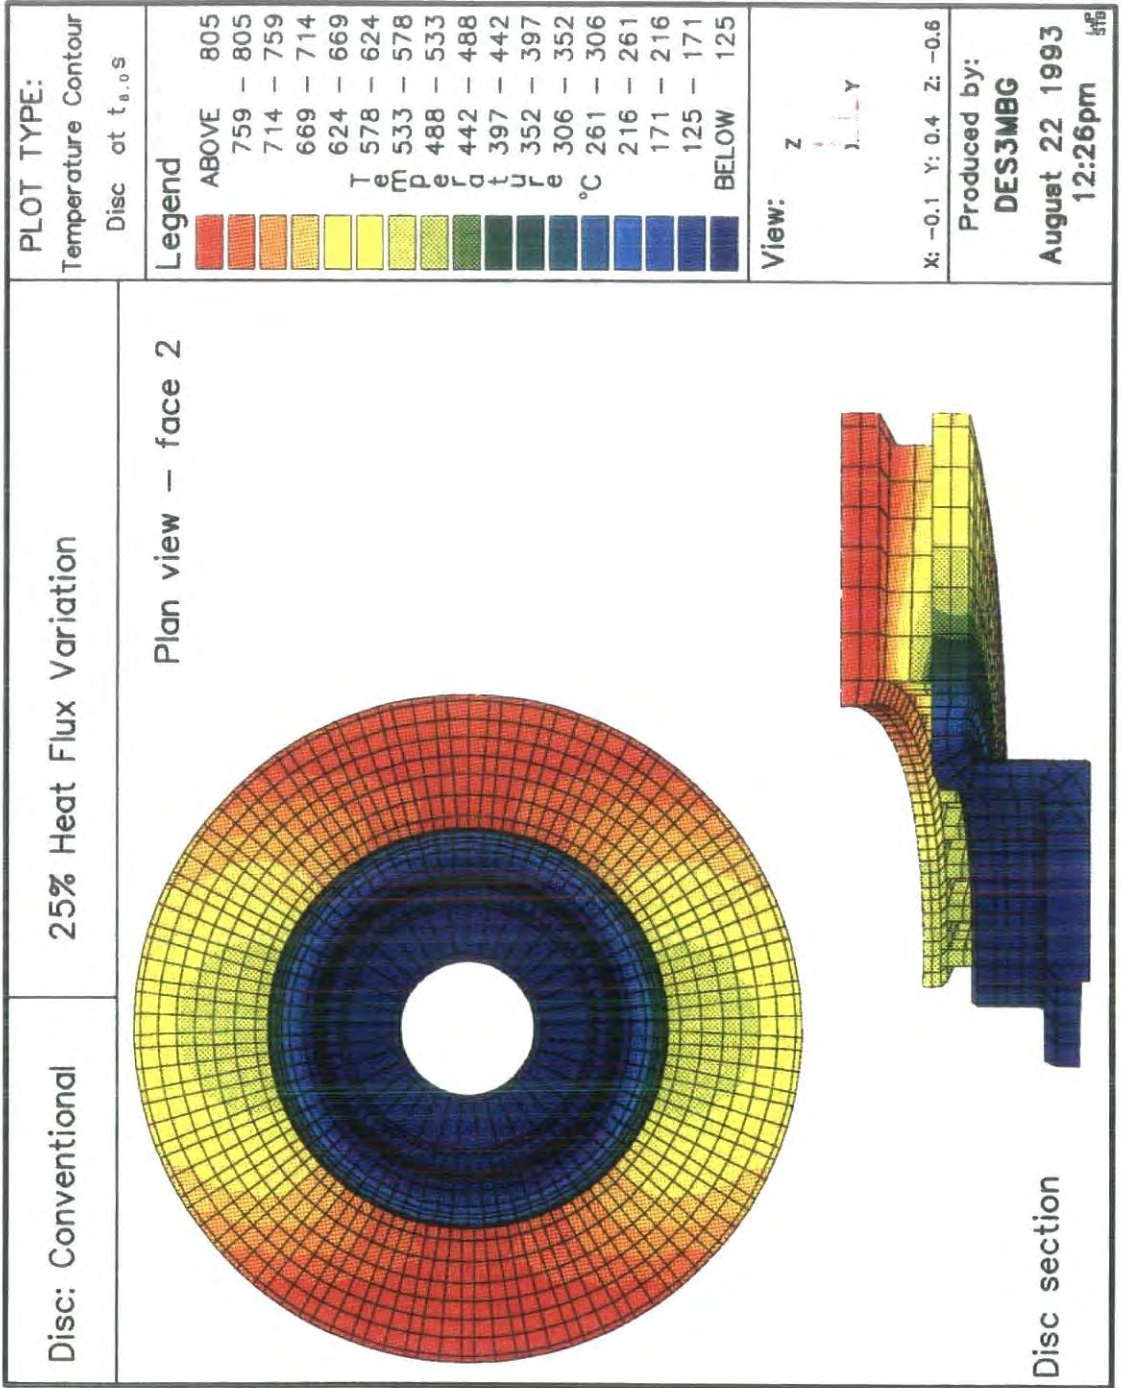 Disc: Conventional
25% Heat Flux Variation
PLOT TYPE:
Temperature Contour
Disc at t8.0s
Plan view – face 2
Legend
ABOVE 805
759 – 805
714 – 759
669 – 714
624 – 669
578 – 624
533 – 578
488 – 533
442 – 488
397 – 442
352 – 397
306 – 352
261 – 306
216 – 261
171 – 216
125 – 171
BELOW 125
Temperature
°C
View:
Z
Y
X: -0.1 Y: 0.4 Z: -0.6
Produced by:
DES3MBG
August 22 1993
12:26pm
Disc section